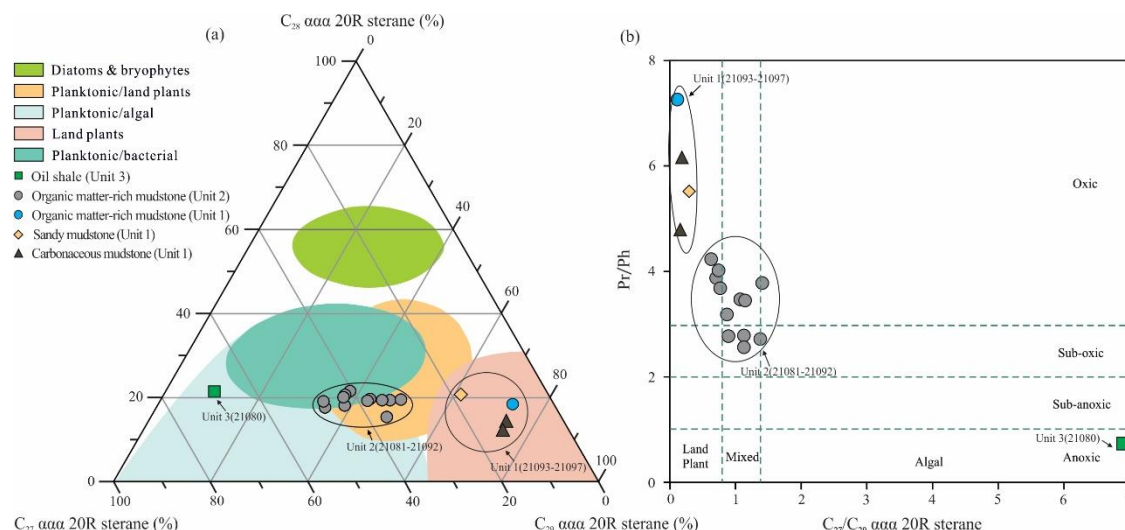 (a)
C₂₈ ααα 20R sterane (%)
Diatoms & bryophytes
Planktonic/land plants
Planktonic/algal
Land plants
Planktonic/bacterial
Oil shale (Unit 3)
Organic matter-rich mudstone (Unit 2)
Organic matter-rich mudstone (Unit 1)
Sandy mudstone (Unit 1)
Carbonaceous mudstone (Unit 1)
0
100
20
80
40
60
60
40
80
20
100
0
100
80
60
40
20
0
Unit 3(21080)
Unit 2(21081-21092)
Unit 1(21093-21097)
C₂₇ ααα 20R sterane (%)
C₂₉ ααα 20R sterane (%)
(b)
Pr/Ph
8
6
4
2
0
Unit 1(21093-21097)
Oxic
Sub-oxic
Unit 2(21081-21092)
Sub-anoxic
Unit 3(21080)
Land
Plant
Mixed
Algal
Anoxic
0
1
2
3
4
5
6
C₂₇/C₂₉ ααα 20R sterane